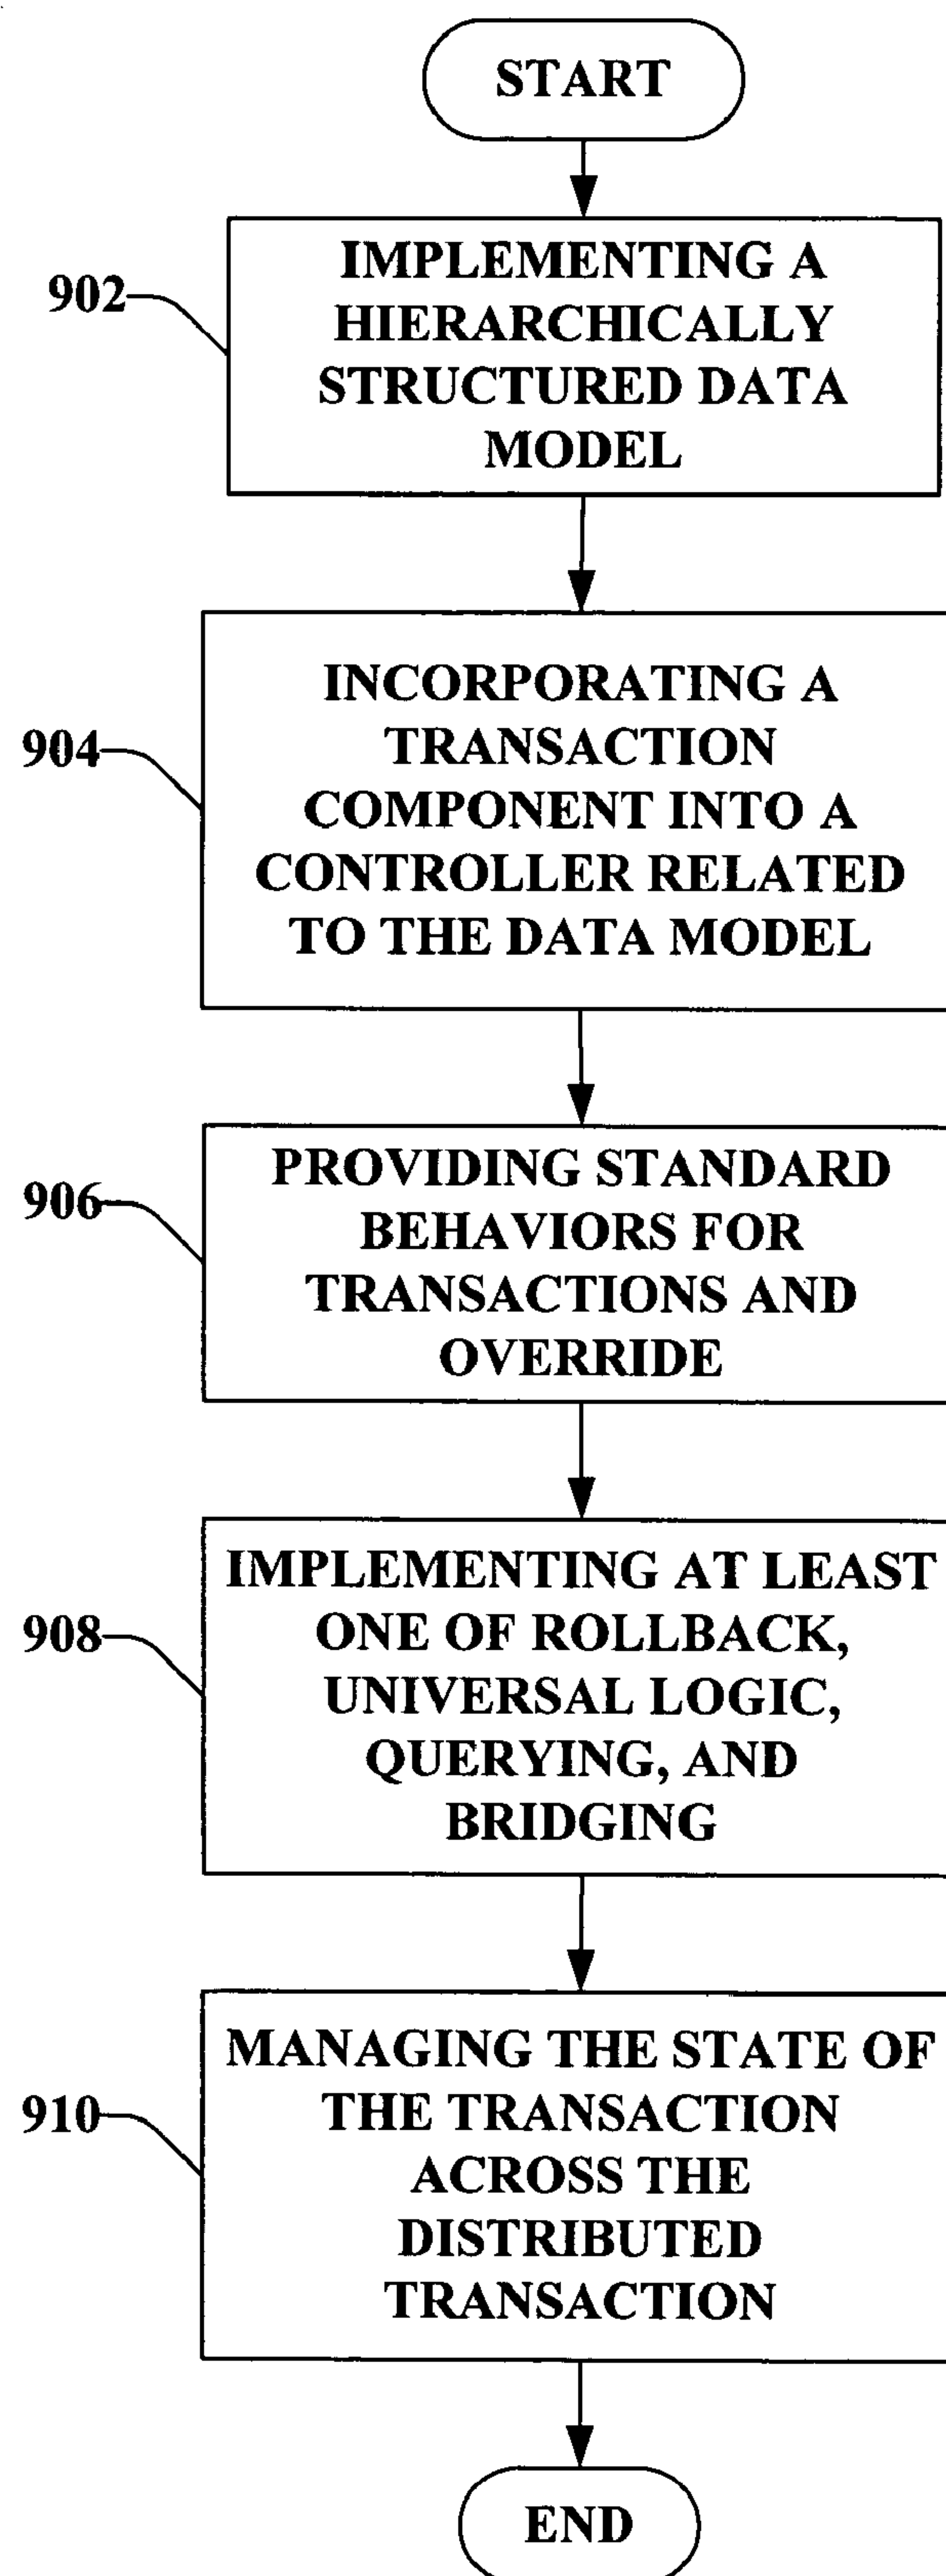 START
902
IMPLEMENTING A
HIERARCHICALLY
STRUCTURED DATA
MODEL
904
INCORPORATING A
TRANSACTION
COMPONENT INTO A
CONTROLLER RELATED
TO THE DATA MODEL
906
PROVIDING STANDARD
BEHAVIORS FOR
TRANSACTIONS AND
OVERRIDE
908
IMPLEMENTING AT LEAST
ONE OF ROLLBACK,
UNIVERSAL LOGIC,
QUERYING, AND
BRIDGING
910
MANAGING THE STATE OF
THE TRANSACTION
ACROSS THE
DISTRIBUTED
TRANSACTION
END